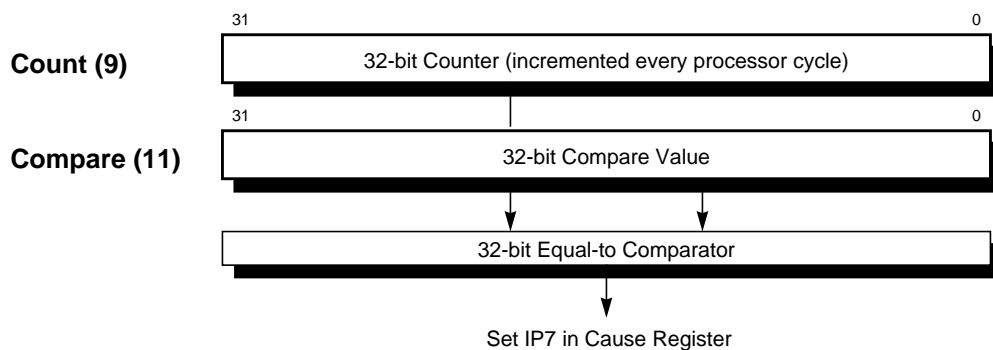 31 0
Count (9) 32-bit Counter (incremented every processor cycle)
31 0
Compare (11) 32-bit Compare Value
32-bit Equal-to Comparator
Set IP7 in Cause Register